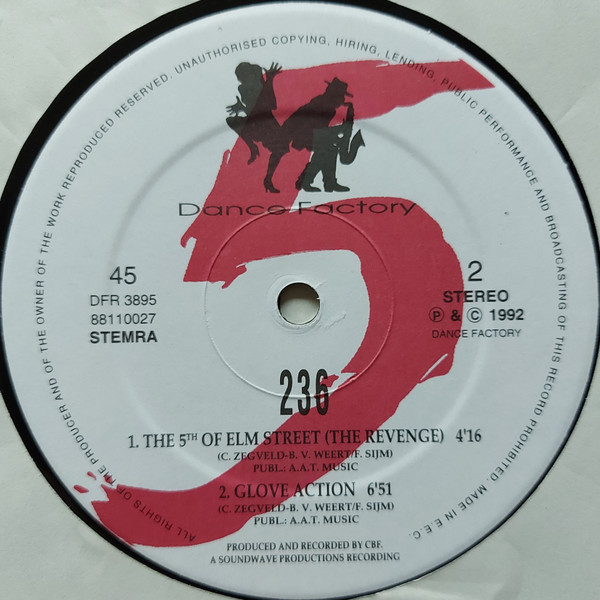 ALL RIGHTS OF THE PRODUCER AND OF THE OWNER OF THE WORK REPRODUCED RESERVED. UNAUTHORISED COPYING, HIRING, LENDING, PUBLIC PERFORMANCE AND BROADCASTING OF THIS RECORD PROHIBITED. MADE IN E.E.C.
Dance Factory
45
DFR 3895
88110027
STEMRA
2
STEREO
Ⓟ & © 1992
DANCE FACTORY
236
1. THE 5TH OF ELM STREET (THE REVENGE) 4'16
(C. ZEGVELD-B. V. WEERT/F. SIJM)
PUBL.: A.A.T. MUSIC
2. GLOVE ACTION 6'51
(C. ZEGVELD-B. V. WEERT/F. SIJM)
PUBL.: A.A.T. MUSIC
PRODUCED AND RECORDED BY CBF.
A SOUNDWAVE PRODUCTIONS RECORDING